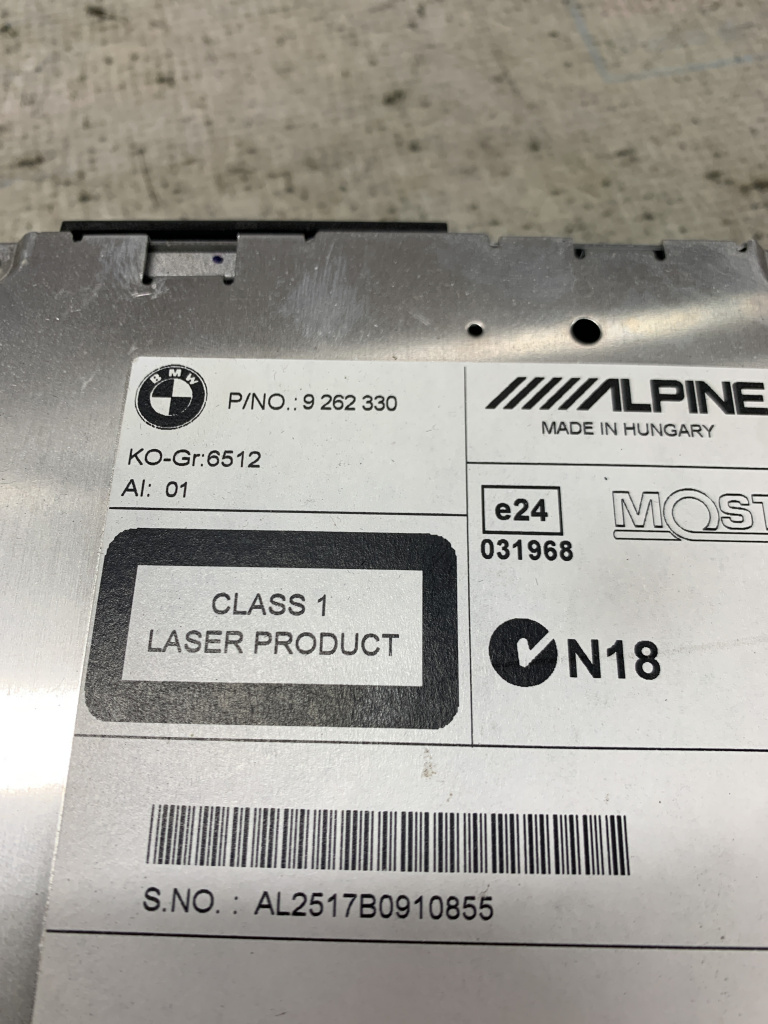 BMW
P/NO.: 9 262 330
KO-Gr:6512
AI: 01
ALPINE
MADE IN HUNGARY
e24
031968
MOST
N18
CLASS 1
LASER PRODUCT
S.NO. : AL2517B0910855